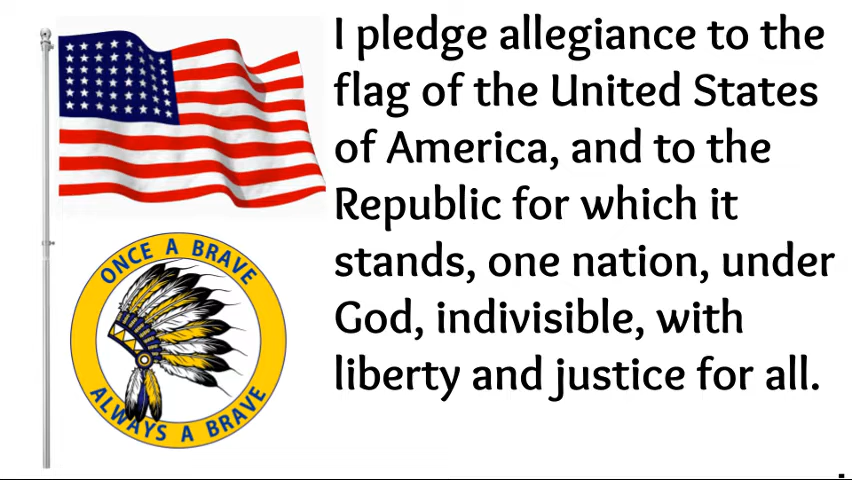 I pledge allegiance to the
flag of the United States
of America, and to the
Republic for which it
stands, one nation, under
God, indivisible, with
liberty and justice for all.
ONCE A BRAVE
ALWAYS A BRAVE